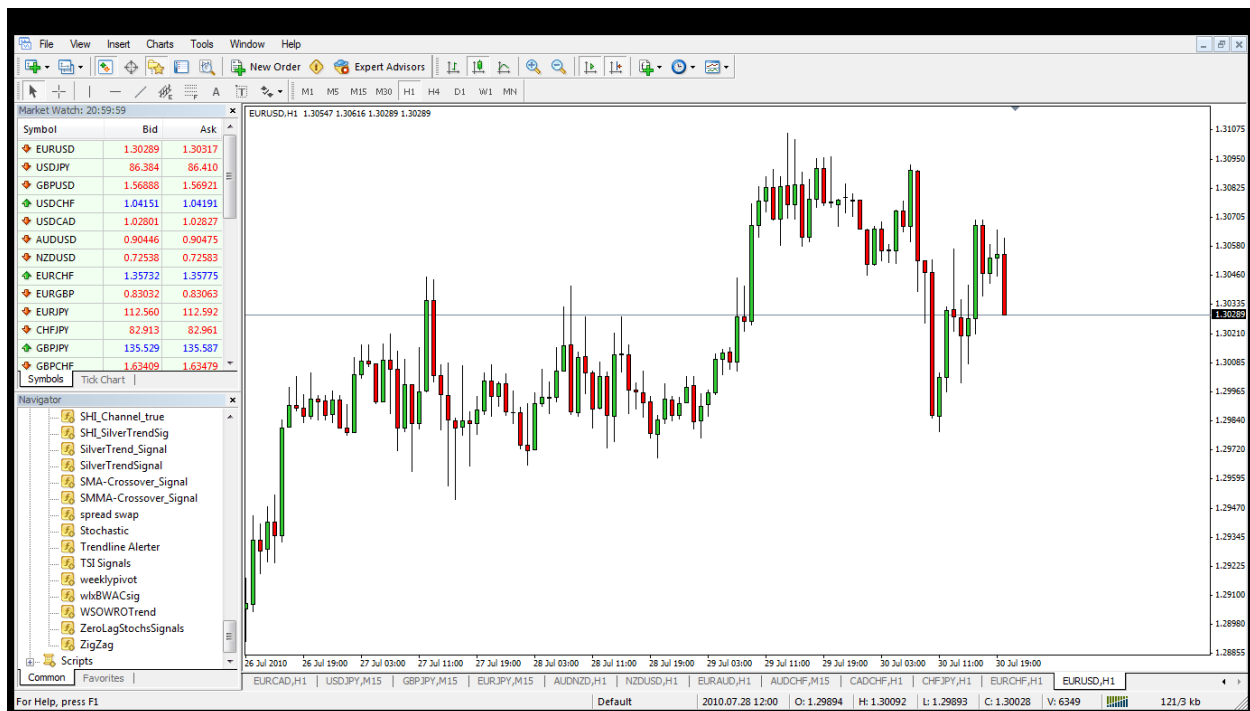 File View Insert Charts Tools Window Help
New Order Expert Advisors
A T M1 M5 M15 M30 H1 H4 D1 W1 MN
Market Watch: 20:59:59
Symbol Bid Ask
EURUSD 1.30289 1.30317
USDJPY 86.384 86.410
GBPUSD 1.56888 1.56921
USDCHF 1.04151 1.04191
USDCAD 1.02801 1.02827
AUDUSD 0.90446 0.90475
NZDUSD 0.72538 0.72583
EURCHF 1.35732 1.35775
EURGBP 0.83032 0.83063
EURJPY 112.560 112.592
CHFJPY 82.913 82.961
GBPJPY 135.529 135.587
GBPCHF 1.63409 1.63479
Symbols Tick Chart
Navigator
SHI_Channel_true
SHI_SilverTrendSig
SilverTrend_Signal
SilverTrendSignal
SMA-Crossover_Signal
SMMA-Crossover_Signal
spread swap
Stochastic
Trendline Alerter
TSI Signals
weeklypivot
wlxBWACsig
WSOWROTrend
ZeroLagStochsSignals
ZigZag
Scripts
Common Favorites
EURUSD,H1 1.30547 1.30616 1.30289 1.30289
1.31075
1.30950
1.30825
1.30705
1.30580
1.30460
1.30335
1.30289
1.30210
1.30085
1.29965
1.29840
1.29720
1.29595
1.29470
1.29345
1.29225
1.29100
1.28980
1.28855
26 Jul 2010 26 Jul 19:00 27 Jul 03:00 27 Jul 11:00 27 Jul 19:00 28 Jul 03:00 28 Jul 11:00 28 Jul 19:00 29 Jul 03:00 29 Jul 11:00 29 Jul 19:00 30 Jul 03:00 30 Jul 11:00 30 Jul 19:00
EURCAD,H1 USDJPY,M15 GBPJPY,M15 EURJPY,M15 AUDNZD,H1 NZDUSD,H1 EURAUD,H1 AUDCHF,M15 CADCHF,H1 CHFJPY,H1 EURCHF,H1 EURUSD,H1
For Help, press F1 Default 2010.07.28 12:00 O: 1.29894 H: 1.30092 L: 1.29893 C: 1.30028 V: 6349 121/3 kb